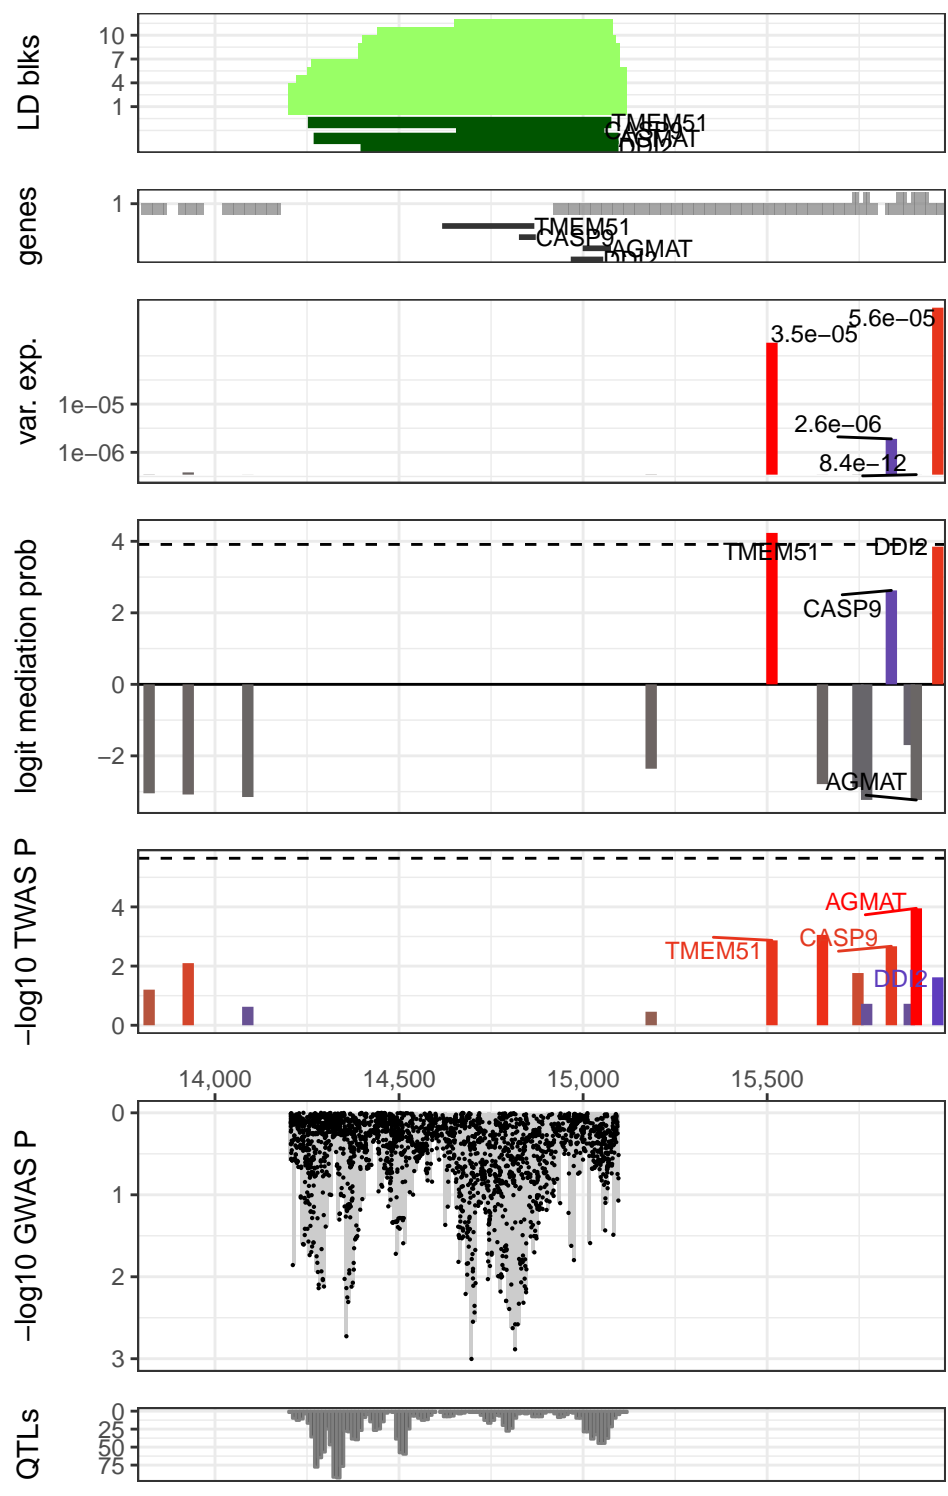 LD blks
10
7
4
1
TMEM51
CASP9
AGMAT
DDI2
genes
1
TMEM51
CASP9
AGMAT
DDI2
var. exp.
1e−05
1e−06
5.6e−05
3.5e−05
2.6e−06
8.4e−12
logit mediation prob
4
2
0
−2
TMEM51
DDI2
CASP9
AGMAT
−log10 TWAS P
4
2
0
AGMAT
CASP9
TMEM51
DDI2
14,000
14,500
15,000
15,500
−log10 GWAS P
0
1
2
3
QTLs
0
25
50
75